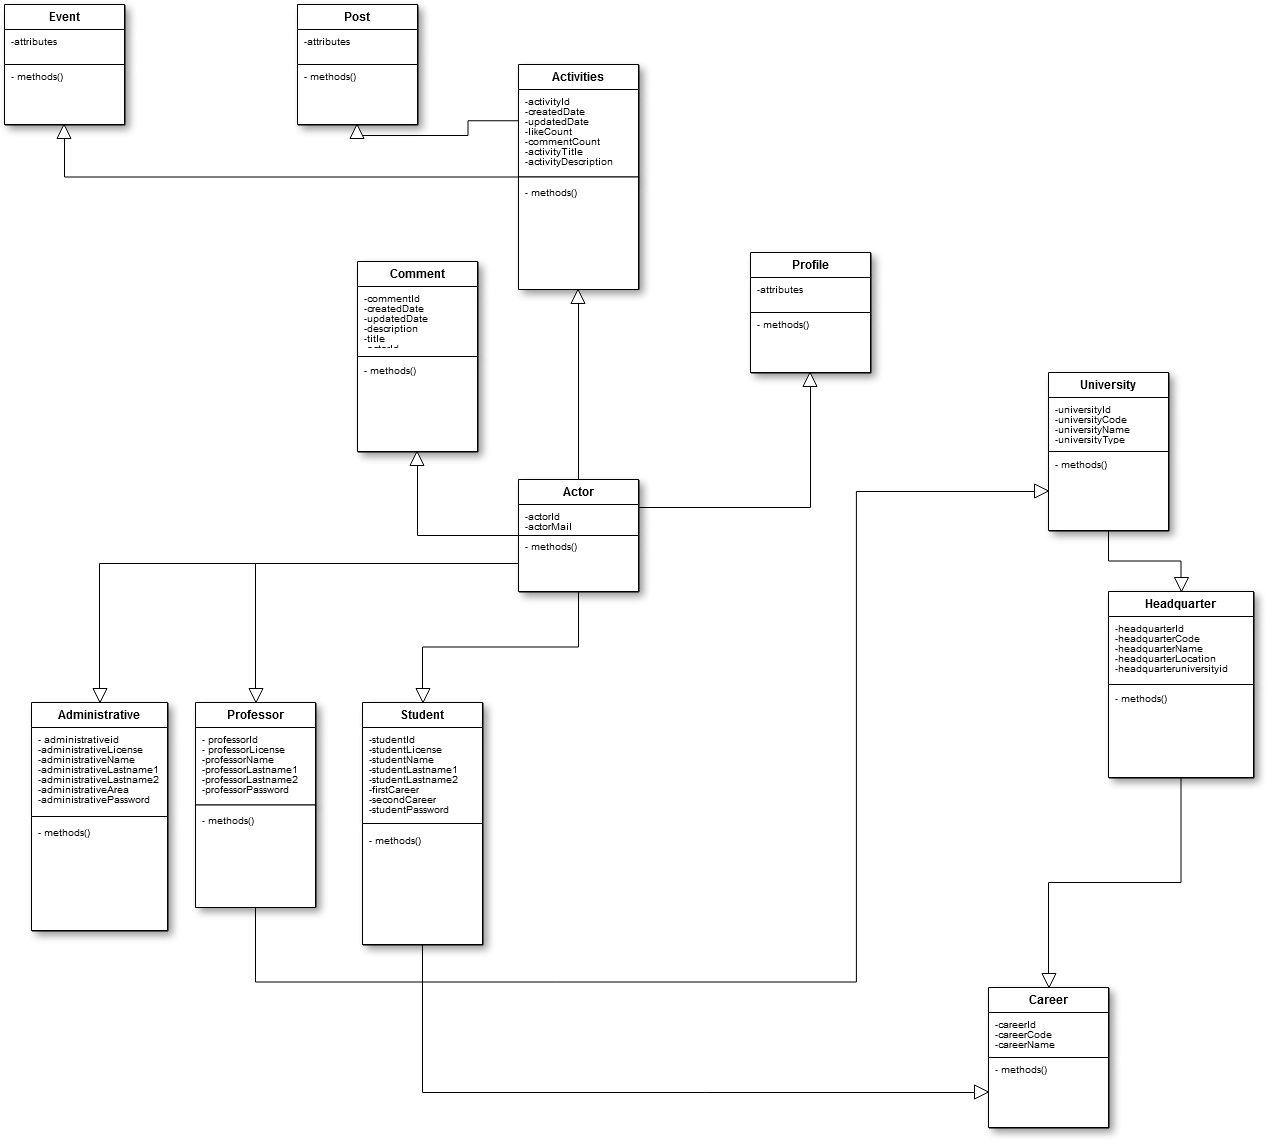 Event
-attributes
- methods()
Post
-attributes
- methods()
Activities
-activityId
-createdDate
-updatedDate
-likeCount
-commentCount
-activityTitle
-activityDescription
- methods()
Comment
-commentId
-createdDate
-updatedDate
-description
-title
-actorId
- methods()
Profile
-attributes
- methods()
University
-universityId
-universityCode
-universityName
-universityType
- methods()
Actor
-actorId
-actorMail
- methods()
Headquarter
-headquarterId
-headquarterCode
-headquarterName
-headquarterLocation
-headquarteruniversityid
- methods()
Administrative
- administrativeid
-administrativeLicense
-administrativeName
-administrativeLastname1
-administrativeLastname2
-administrativeArea
-administrativePassword
- methods()
Professor
- professorId
- professorLicense
-professorName
-professorLastname1
-professorLastname2
-professorPassword
- methods()
Student
-studentId
-studentLicense
-studentName
-studentLastname1
-studentLastname2
-firstCareer
-secondCareer
-studentPassword
- methods()
Career
-careerId
-careerCode
-careerName
- methods()